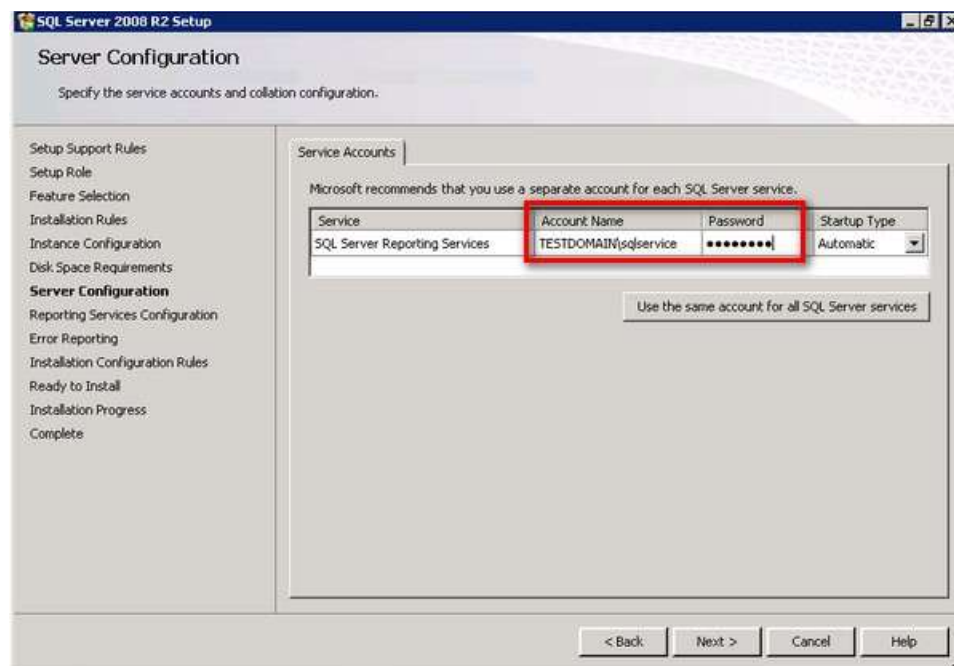 SQL Server 2008 R2 Setup
Server Configuration
Specify the service accounts and collation configuration.
Setup Support Rules
Setup Role
Feature Selection
Installation Rules
Instance Configuration
Disk Space Requirements
Server Configuration
Reporting Services Configuration
Error Reporting
Installation Configuration Rules
Ready to Install
Installation Progress
Complete
Service Accounts
Microsoft recommends that you use a separate account for each SQL Server service.
Service Account Name Password Startup Type
SQL Server Reporting Services TESTDOMAIN\sqlservice ●●●●●●●● Automatic
Use the same account for all SQL Server services
< Back Next > Cancel Help